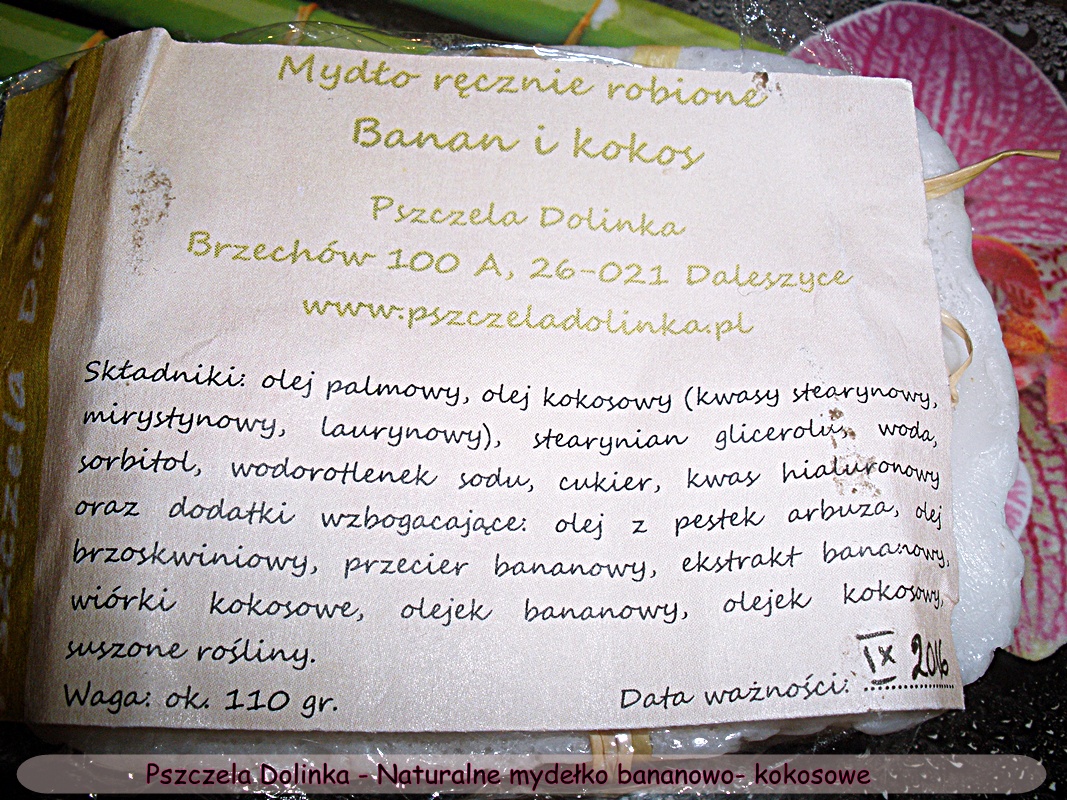 Mydło ręcznie robione
Banan i kokos
Pszczela Dolinka
Brzechów 100 A, 26-021 Daleszyce
www.pszczeladolinka.pl
Składniki: olej palmowy, olej kokosowy (kwasy stearynowy,
mirystynowy, laurynowy), stearynian glicerolu, woda,
sorbitol, wodorotlenek sodu, cukier, kwas hialuronowy
oraz dodatki wzbogacające: olej z pestek arbuza, olej
brzoskwiniowy, przecier bananowy, ekstrakt bananowy,
wiórki kokosowe, olejek bananowy, olejek kokosowy,
suszone rośliny.
Waga: ok. 110 gr.
Data ważności: IX 2016
Pszczela Dolinka - Naturalne mydełko bananowo- kokosowe